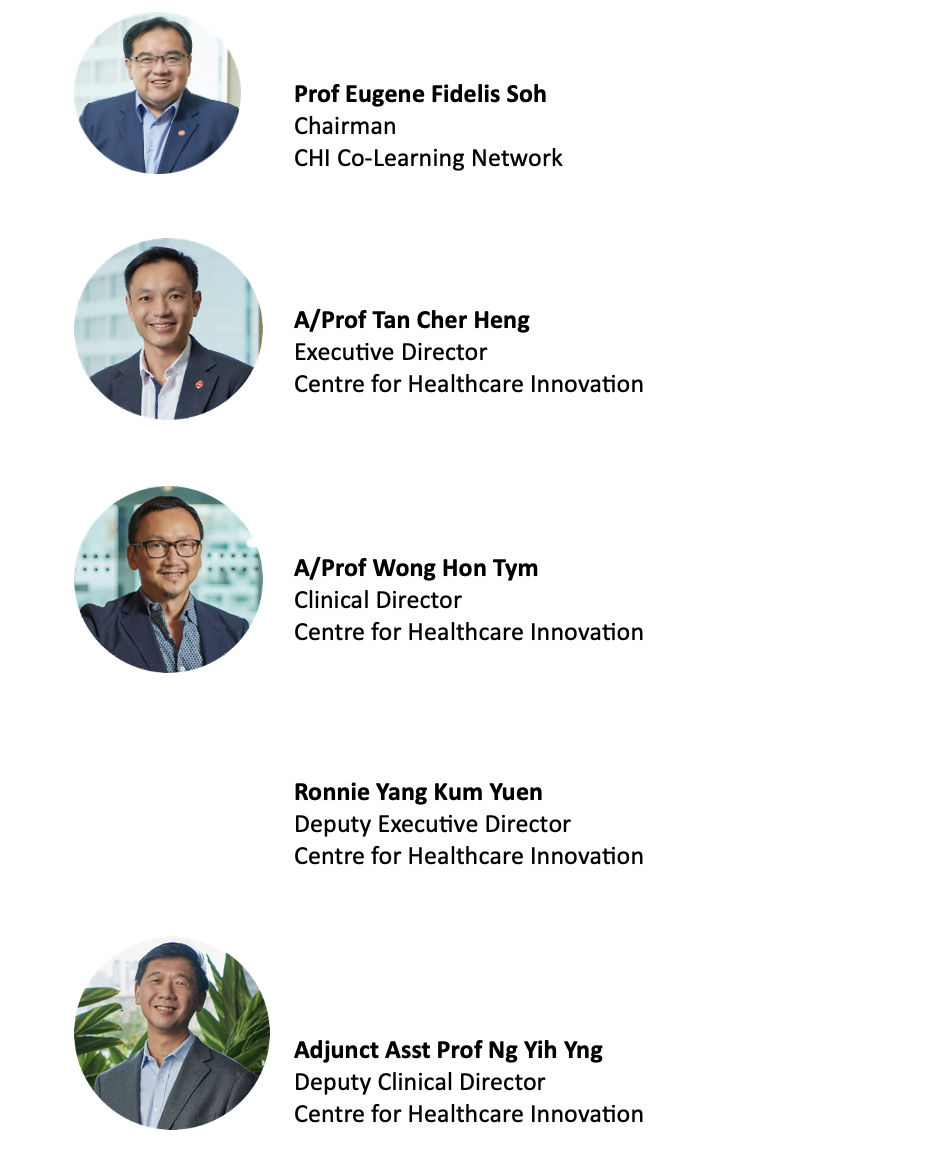 Prof Eugene Fidelis Soh
Chairman
CHI Co-Learning Network
A/Prof Tan Cher Heng
Executive Director
Centre for Healthcare Innovation
A/Prof Wong Hon Tym
Clinical Director
Centre for Healthcare Innovation
Ronnie Yang Kum Yuen
Deputy Executive Director
Centre for Healthcare Innovation
Adjunct Asst Prof Ng Yih Yng
Deputy Clinical Director
Centre for Healthcare Innovation